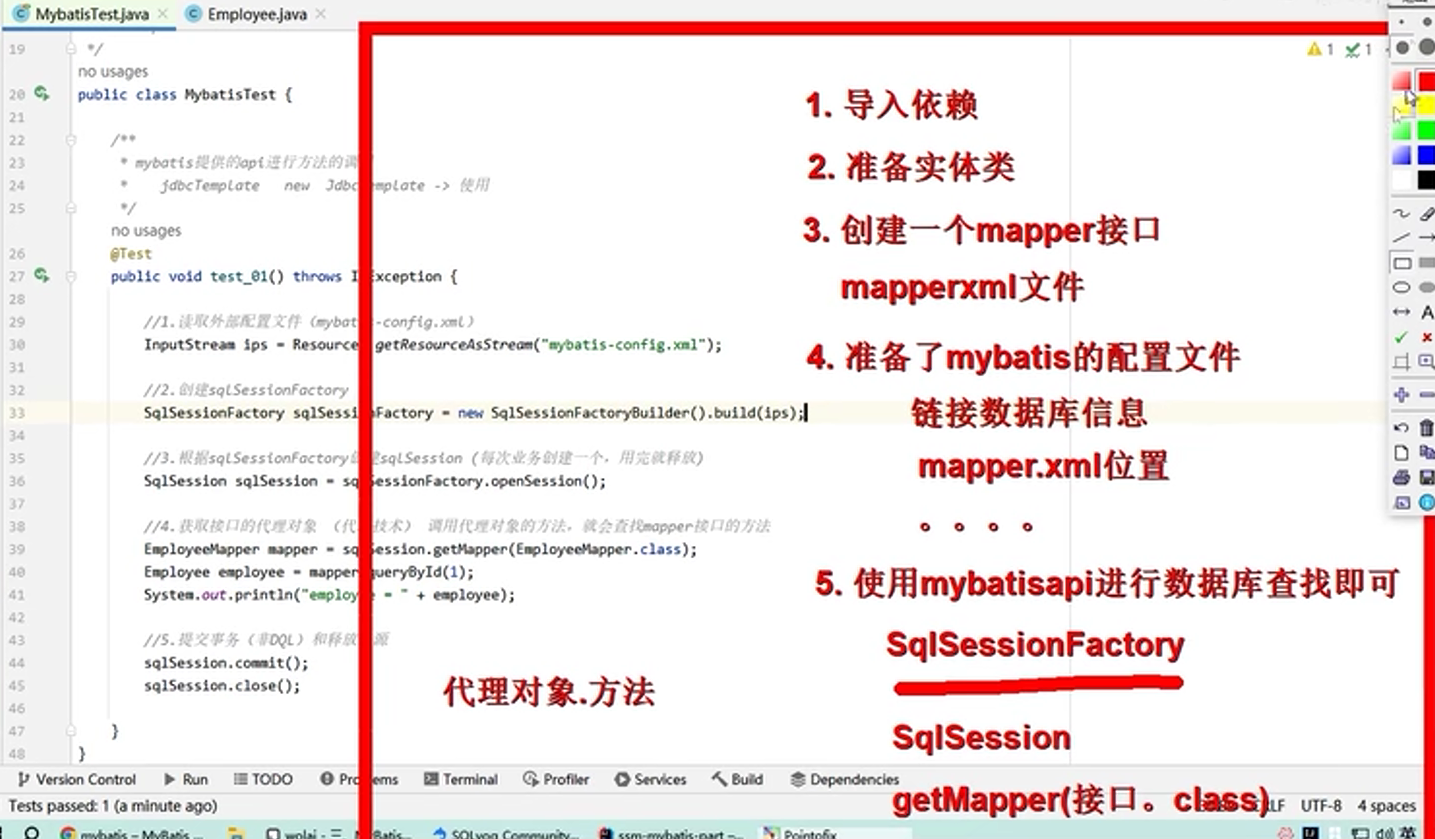 MybatisTest.java
Employee.java
19 */
no usages
20 public class MybatisTest {
21
22 /**
23 * mybatis提供的api进行方法的调
24 * jdbcTemplate new Jdbc emplate -> 使用
25 */
no usages
26 @Test
27 public void test_01() throws I Exception {
28
29 //1.读取外部配置文件（mybat -config.xml）
30 InputStream ips = Resource getResourceAsStream("mybatis-config.xml");
31
32 //2.创建sqlSessionFactory
33 SqlSessionFactory sqlSessi Factory = new SqlSessionFactoryBuilder().build(ips);
34
35 //3.根据sqlSessionFactory 建sqlSession (每次业务创建一个，用完就释放)
36 SqlSession sqlSession = sq SessionFactory.openSession();
37
38 //4.获取接口的代理对象 （代 技术） 调用代理对象的方法，就会查找mapper接口的方法
39 EmployeeMapper mapper = sq Session.getMapper(EmployeeMapper.class);
40 Employee employee = mapper queryById(1);
41 System.out.println("employ = " + employee);
42
43 //5.提交事务（非DQL）和释放 源
44 sqlSession.commit();
45 sqlSession.close();
46
47 }
48 }
1 1
1. 导入依赖
2. 准备实体类
3. 创建一个mapper接口
mapperxml文件
4. 准备了mybatis的配置文件
链接数据库信息
mapper.xml位置
。。。。
5. 使用mybatisapi进行数据库查找即可
SqlSessionFactory
代理对象.方法
SqlSession
getMapper(接口。class)
A
Version Control Run TODO Problems Terminal Profiler Services Build Dependencies
Tests passed: 1 (a minute ago)
UTF-8 4 spaces
mybatis – MyBatis... wolai - 三 MyBatis... SQLyog Community... ssm-mybatis-part –... Pointofix 英